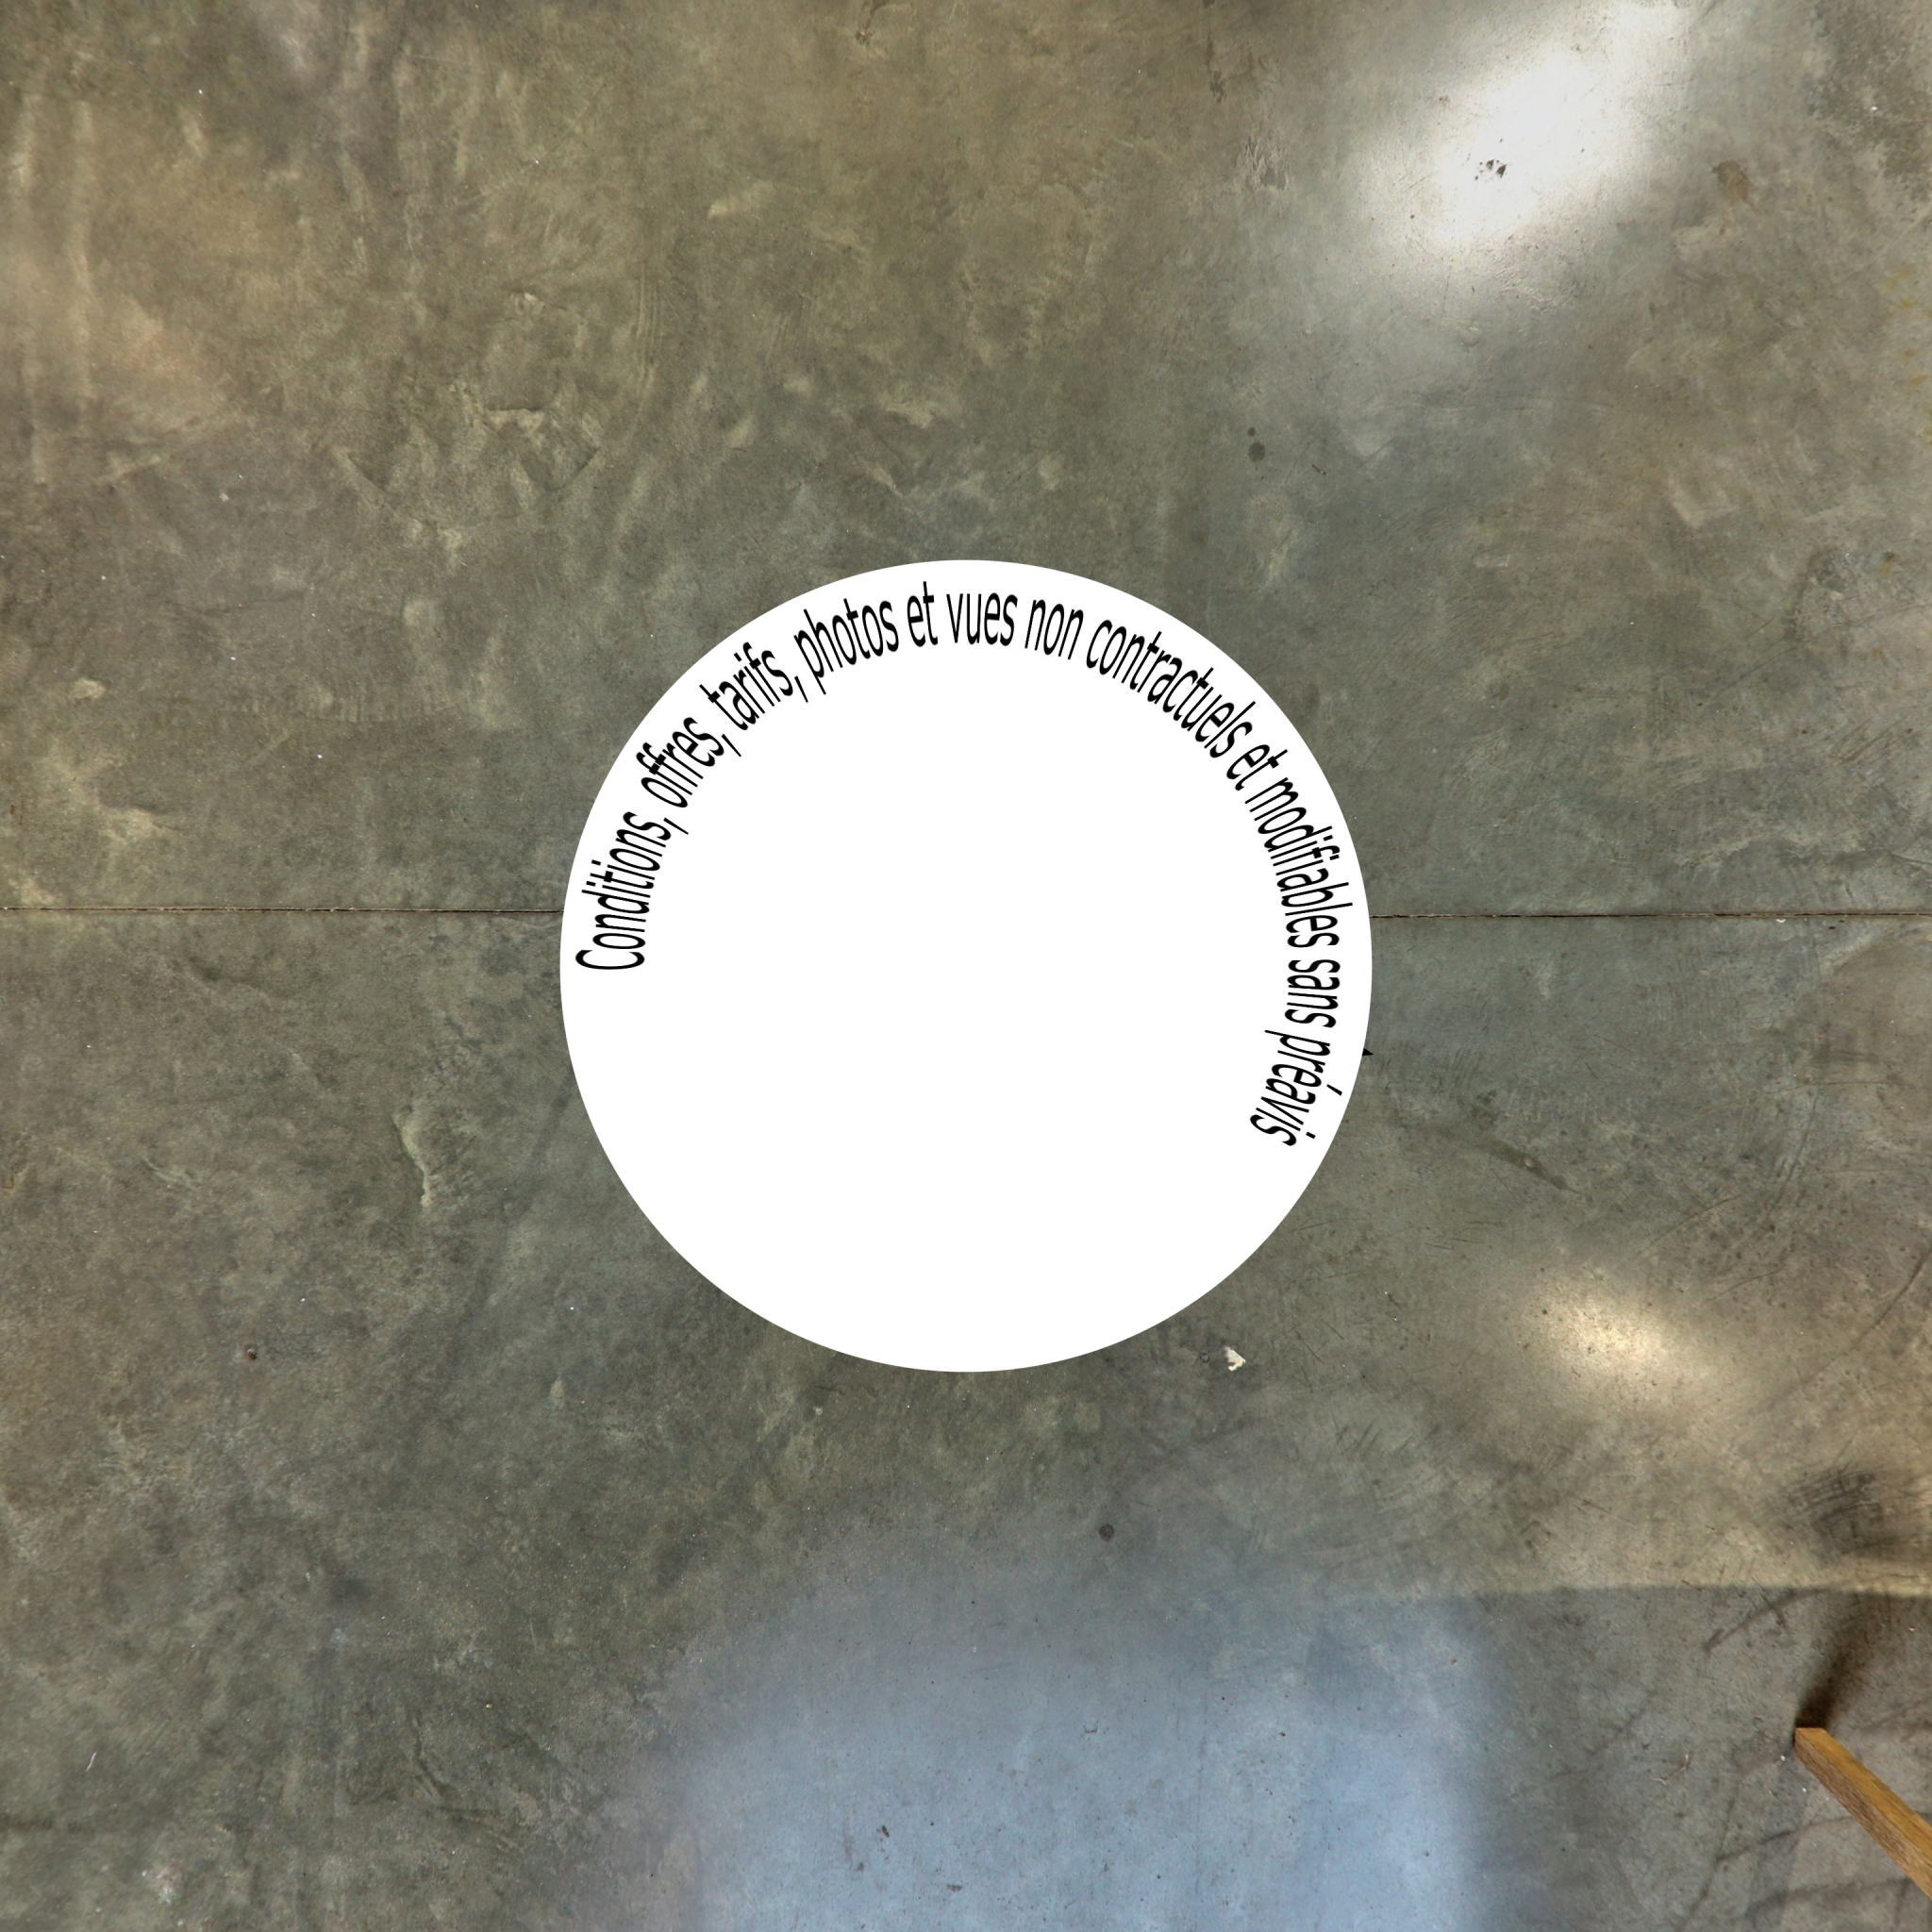 Conditions, offres, tarifs, photos et vues non contractuels et modifiables sans préavis